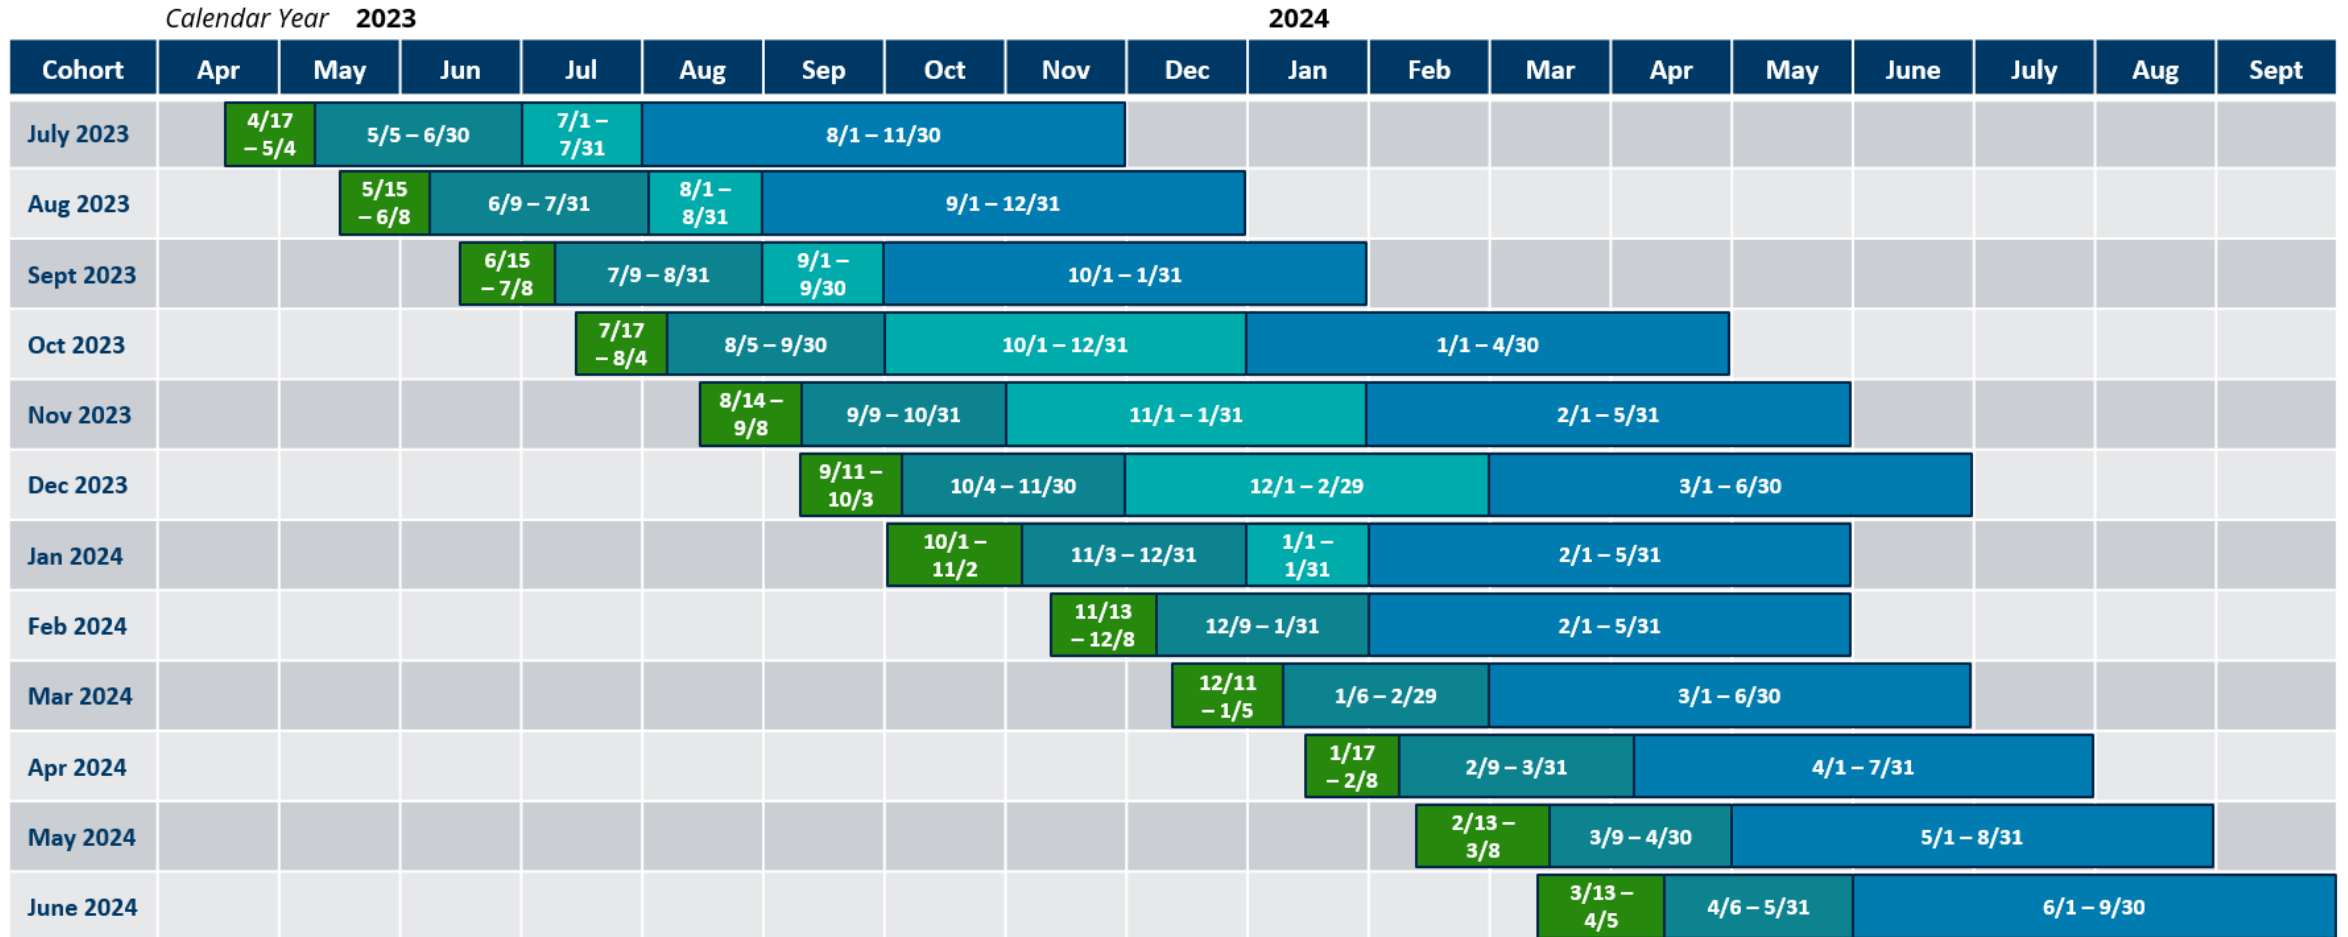 Calendar Year 2023 2024
Cohort Apr May Jun Jul Aug Sep Oct Nov Dec Jan Feb Mar Apr May June July Aug Sept
July 2023 4/17 – 5/4 5/5 – 6/30 7/1 – 7/31 8/1 – 11/30
Aug 2023 5/15 – 6/8 6/9 – 7/31 8/1 – 8/31 9/1 – 12/31
Sept 2023 6/15 – 7/8 7/9 – 8/31 9/1 – 9/30 10/1 – 1/31
Oct 2023 7/17 – 8/4 8/5 – 9/30 10/1 – 12/31 1/1 – 4/30
Nov 2023 8/14 – 9/8 9/9 – 10/31 11/1 – 1/31 2/1 – 5/31
Dec 2023 9/11 – 10/3 10/4 – 11/30 12/1 – 2/29 3/1 – 6/30
Jan 2024 10/1 – 11/2 11/3 – 12/31 1/1 – 1/31 2/1 – 5/31
Feb 2024 11/13 – 12/8 12/9 – 1/31 2/1 – 5/31
Mar 2024 12/11 – 1/5 1/6 – 2/29 3/1 – 6/30
Apr 2024 1/17 – 2/8 2/9 – 3/31 4/1 – 7/31
May 2024 2/13 – 3/8 3/9 – 4/30 5/1 – 8/31
June 2024 3/13 – 4/5 4/6 – 5/31 6/1 – 9/30